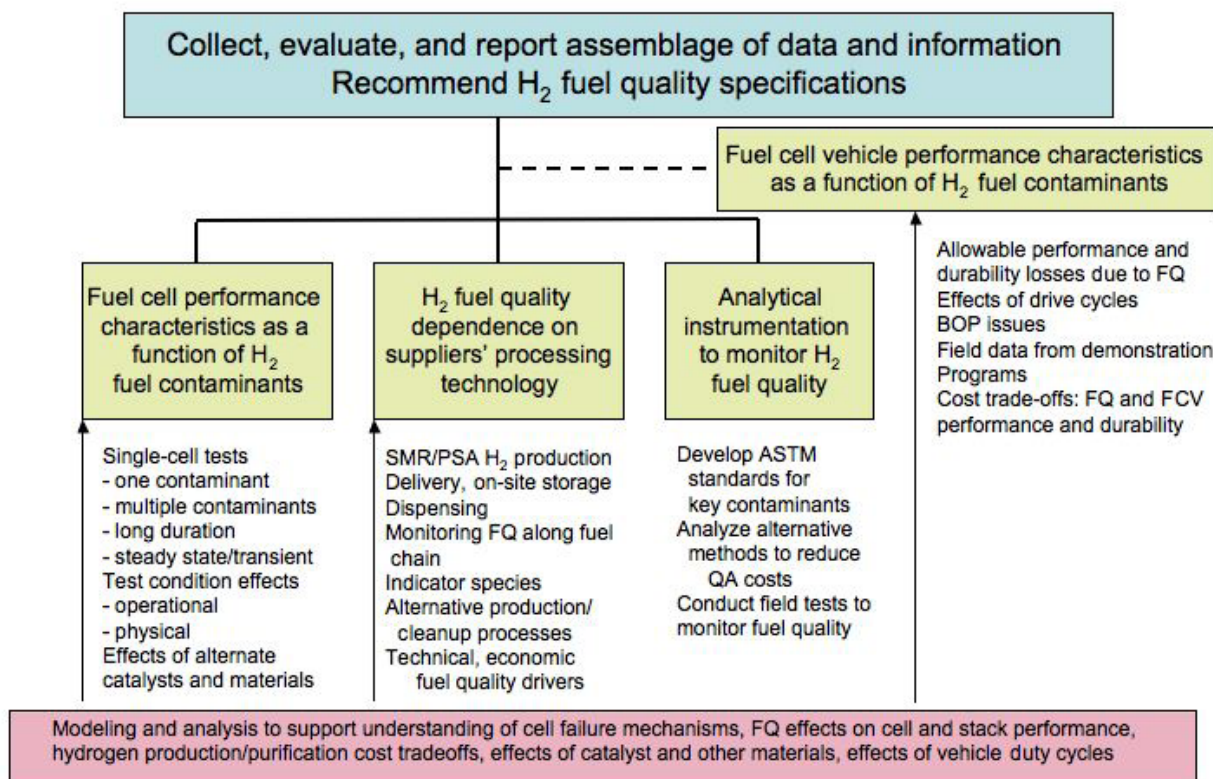 Collect, evaluate, and report assemblage of data and information
Recommend H₂ fuel quality specifications
Fuel cell vehicle performance characteristics
as a function of H₂ fuel contaminants
Fuel cell performance
characteristics as a
function of H₂
fuel contaminants
H₂ fuel quality
dependence on
suppliers' processing
technology
Analytical
instrumentation
to monitor H₂
fuel quality
Allowable performance and
durability losses due to FQ
Effects of drive cycles
BOP issues
Field data from demonstration
Programs
Cost trade-offs: FQ and FCV
performance and durability
Single-cell tests
- one contaminant
- multiple contaminants
- long duration
- steady state/transient
Test condition effects
- operational
- physical
Effects of alternate
catalysts and materials
SMR/PSA H₂ production
Delivery, on-site storage
Dispensing
Monitoring FQ along fuel
chain
Indicator species
Alternative production/
cleanup processes
Technical, economic
fuel quality drivers
Develop ASTM
standards for
key contaminants
Analyze alternative
methods to reduce
QA costs
Conduct field tests to
monitor fuel quality
Modeling and analysis to support understanding of cell failure mechanisms, FQ effects on cell and stack performance,
hydrogen production/purification cost tradeoffs, effects of catalyst and other materials, effects of vehicle duty cycles